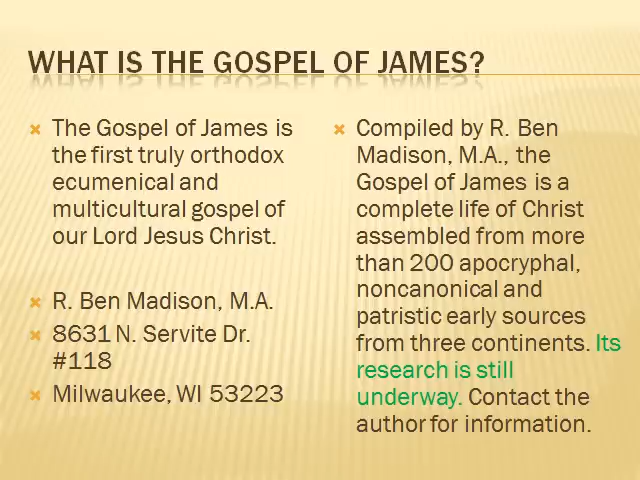 WHAT IS THE GOSPEL OF JAMES?
The Gospel of James is
the first truly orthodox
ecumenical and
multicultural gospel of
our Lord Jesus Christ.
R. Ben Madison, M.A.
8631 N. Servite Dr.
#118
Milwaukee, WI 53223
Compiled by R. Ben
Madison, M.A., the
Gospel of James is a
complete life of Christ
assembled from more
than 200 apocryphal,
noncanonical and
patristic early sources
from three continents. Its
research is still
underway. Contact the
author for information.